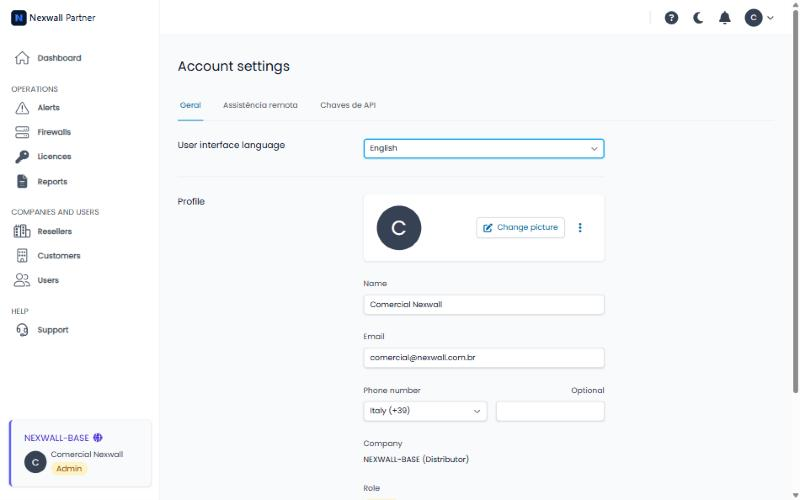 Nexwall Partner
Dashboard
OPERATIONS
Alerts
Firewalls
Licences
Reports
COMPANIES AND USERS
Resellers
Customers
Users
HELP
Support
NEXWALL-BASE
C
Comercial Nexwall
Admin
?
C
Account settings
Geral
Assistência remota
Chaves de API
User interface language
English
Profile
C
Change picture
Name
Comercial Nexwall
Email
comercial@nexwall.com.br
Phone number
Optional
Italy (+39)
Company
NEXWALL-BASE (Distributor)
Role